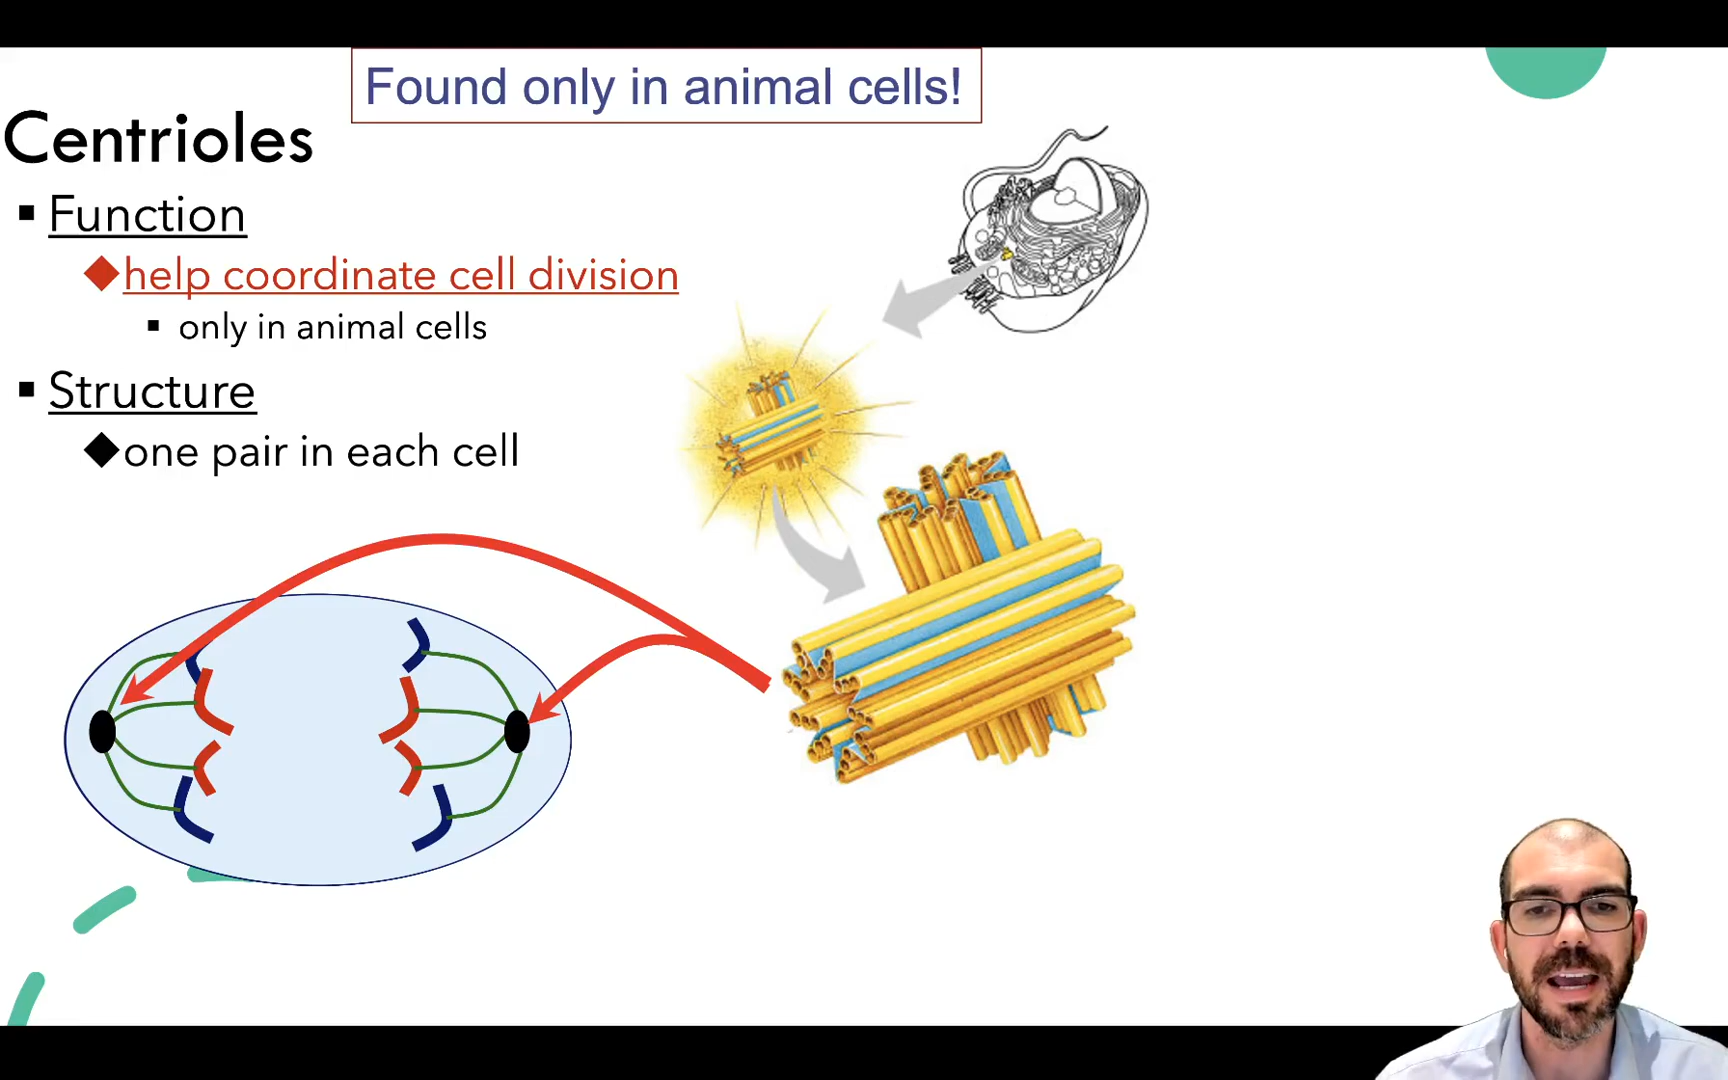 Found only in animal cells!
Centrioles
Function
help coordinate cell division
only in animal cells
Structure
one pair in each cell